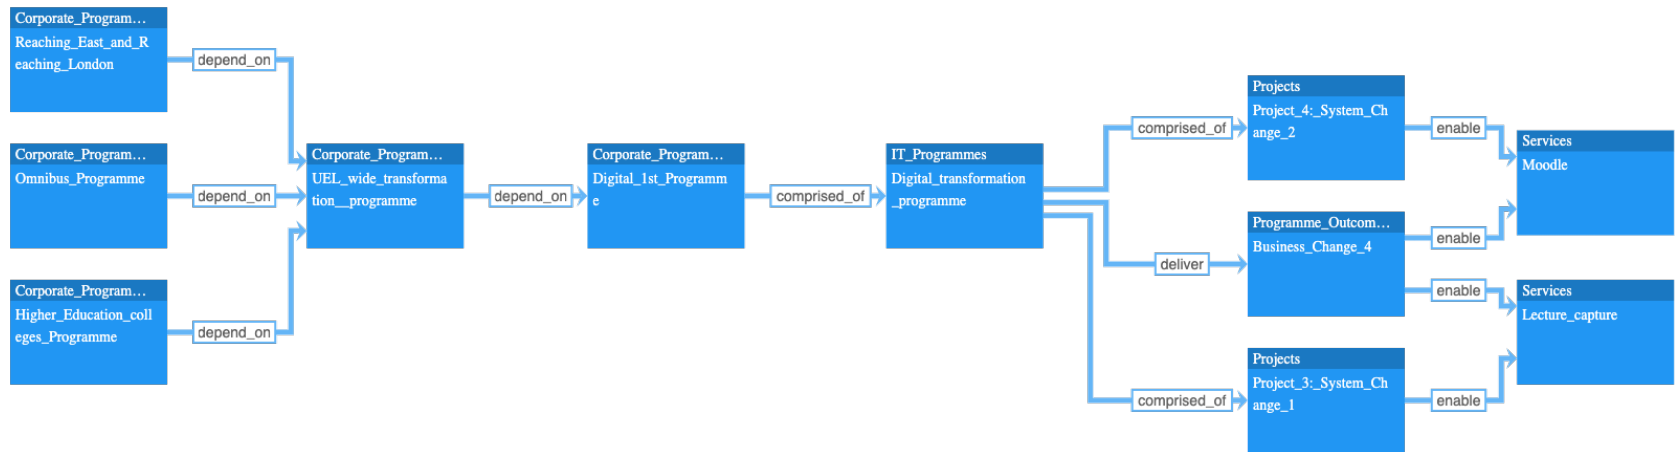 Corporate_Program…
Reaching_East_and_R
eaching_London
depend_on
Corporate_Program…
Omnibus_Programme
depend_on
Corporate_Program…
Higher_Education_coll
eges_Programme
depend_on
Corporate_Program…
UEL_wide_transforma
tion__programme
depend_on
Corporate_Program…
Digital_1st_Programm
e
comprised_of
IT_Programmes
Digital_transformation
_programme
comprised_of
deliver
comprised_of
Projects
Project_4:_System_Ch
ange_2
enable
Programme_Outcom…
Business_Change_4
enable
enable
Projects
Project_3:_System_Ch
ange_1
enable
Services
Moodle
Services
Lecture_capture